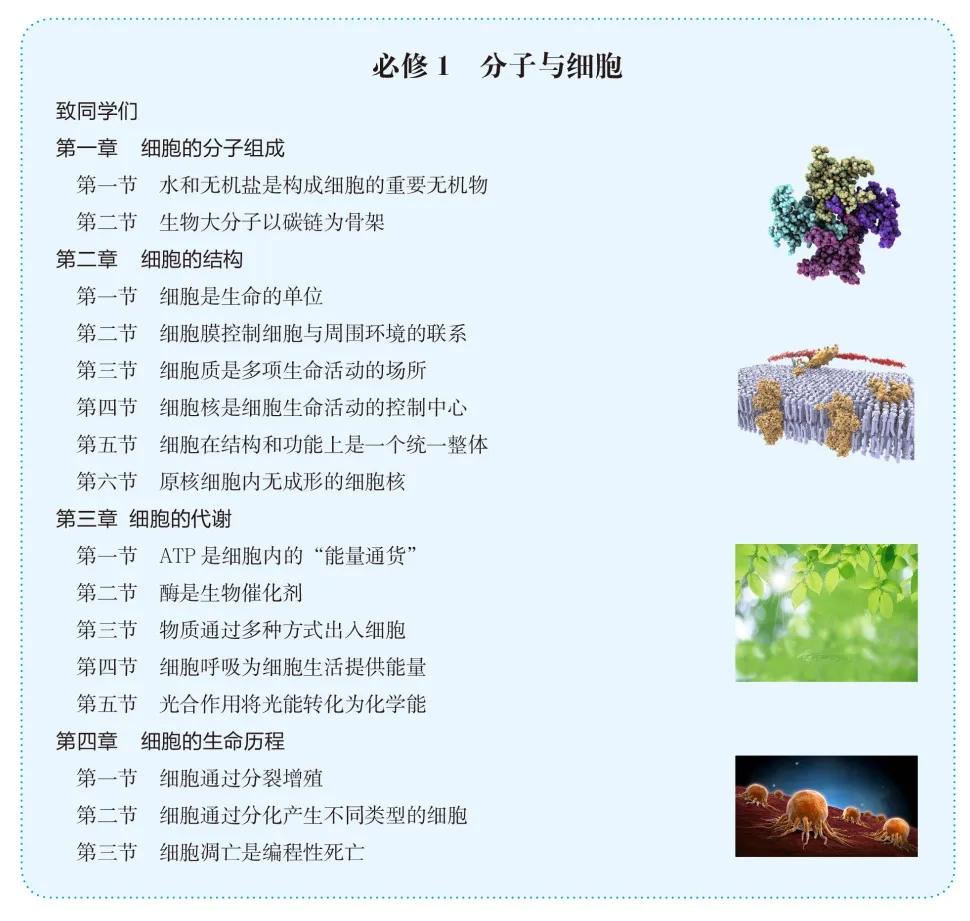 必修1 分子与细胞
致同学们
第一章 细胞的分子组成
第一节 水和无机盐是构成细胞的重要无机物
第二节 生物大分子以碳链为骨架
第二章 细胞的结构
第一节 细胞是生命的单位
第二节 细胞膜控制细胞与周围环境的联系
第三节 细胞质是多项生命活动的场所
第四节 细胞核是细胞生命活动的控制中心
第五节 细胞在结构和功能上是一个统一整体
第六节 原核细胞内无成形的细胞核
第三章 细胞的代谢
第一节 ATP是细胞内的“能量通货”
第二节 酶是生物催化剂
第三节 物质通过多种方式出入细胞
第四节 细胞呼吸为细胞生活提供能量
第五节 光合作用将光能转化为化学能
第四章 细胞的生命历程
第一节 细胞通过分裂增殖
第二节 细胞通过分化产生不同类型的细胞
第三节 细胞凋亡是编程性死亡